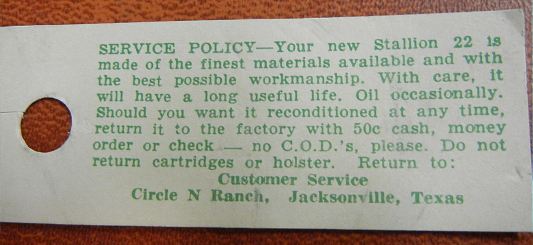 SERVICE POLICY—Your new Stallion 22 is
made of the finest materials available and with
the best possible workmanship. With care, it
will have a long useful life. Oil occasionally.
Should you want it reconditioned at any time,
return it to the factory with 50c cash, money
order or check — no C.O.D.'s, please. Do not
return cartridges or holster. Return to:
Customer Service
Circle N Ranch, Jacksonville, Texas